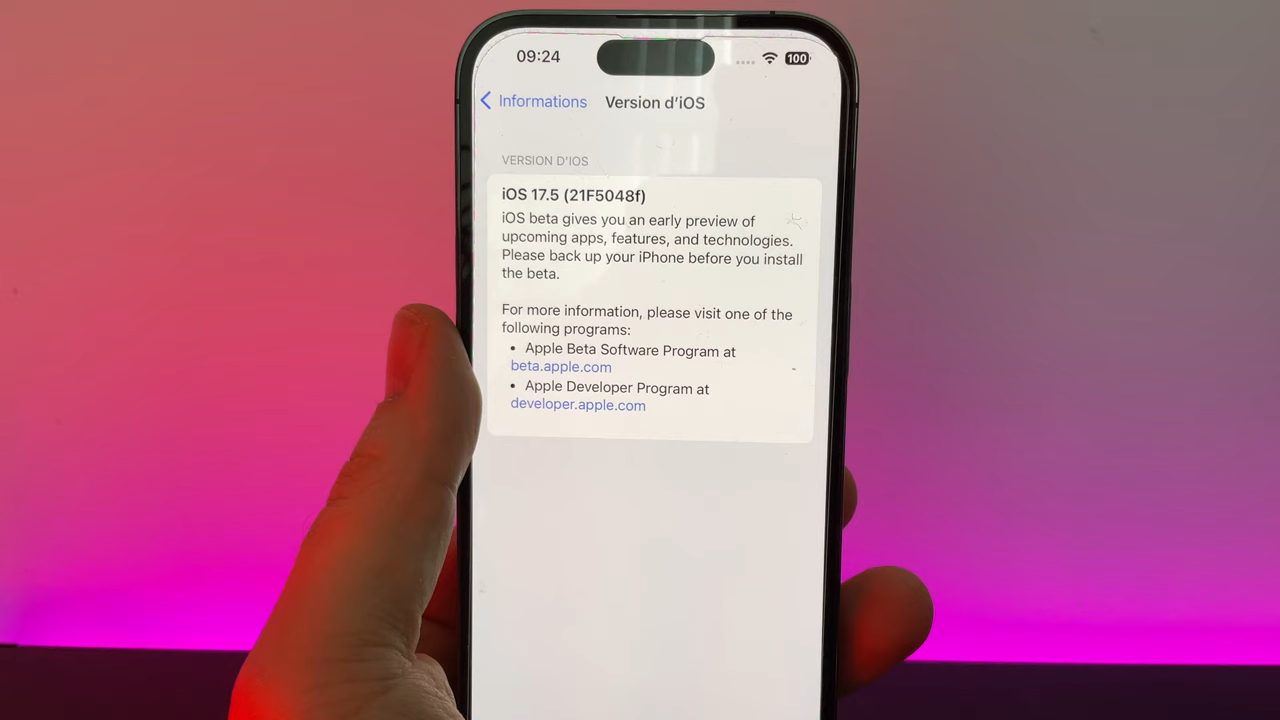 09:24
100
Informations
Version d’iOS
VERSION D'IOS
iOS 17.5 (21F5048f)
iOS beta gives you an early preview of
upcoming apps, features, and technologies.
Please back up your iPhone before you install
the beta.
For more information, please visit one of the
following programs:
• Apple Beta Software Program at
beta.apple.com
• Apple Developer Program at
developer.apple.com